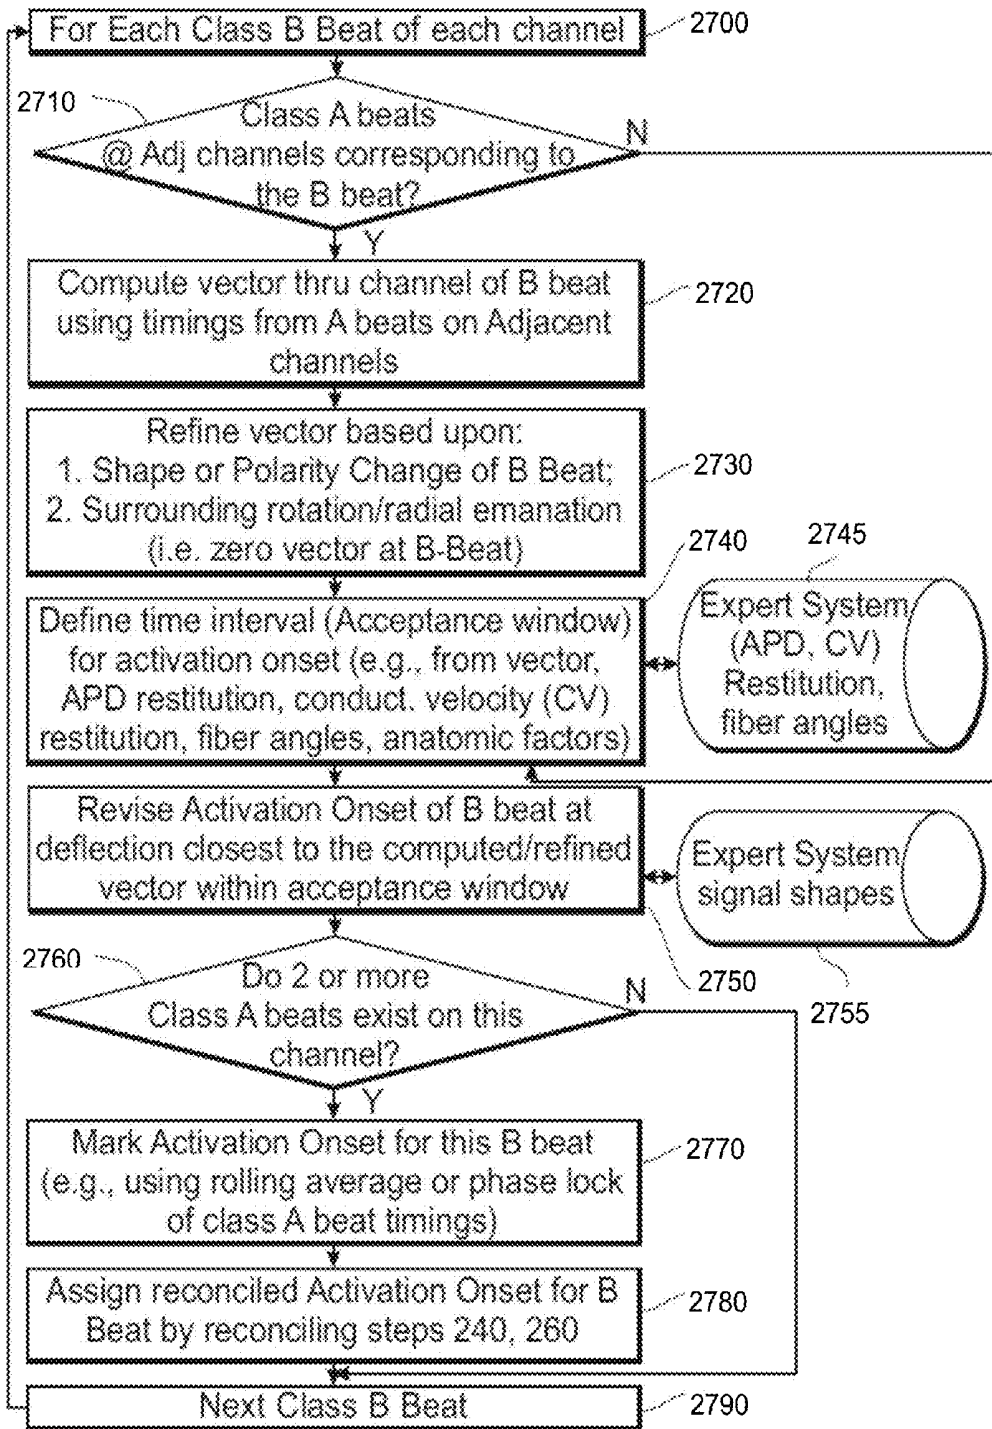 For Each Class B Beat of each channel
2700
2710
Class A beats
@ Adj channels corresponding to
the B beat?
N
Y
Compute vector thru channel of B beat
using timings from A beats on Adjacent
channels
2720
Refine vector based upon:
1. Shape or Polarity Change of B Beat;
2. Surrounding rotation/radial emanation
(i.e. zero vector at B-Beat)
2730
2740
2745
Define time interval (Acceptance window)
for activation onset (e.g., from vector,
APD restitution, conduct. velocity (CV)
restitution, fiber angles, anatomic factors)
Expert System
(APD, CV)
Restitution,
fiber angles
Revise Activation Onset of B beat at
deflection closest to the computed/refined
vector within acceptance window
Expert System
signal shapes
2750
2755
2760
Do 2 or more
Class A beats exist on this
channel?
N
Y
Mark Activation Onset for this B beat
(e.g., using rolling average or phase lock
of class A beat timings)
2770
Assign reconciled Activation Onset for B
Beat by reconciling steps 240, 260
2780
Next Class B Beat
2790